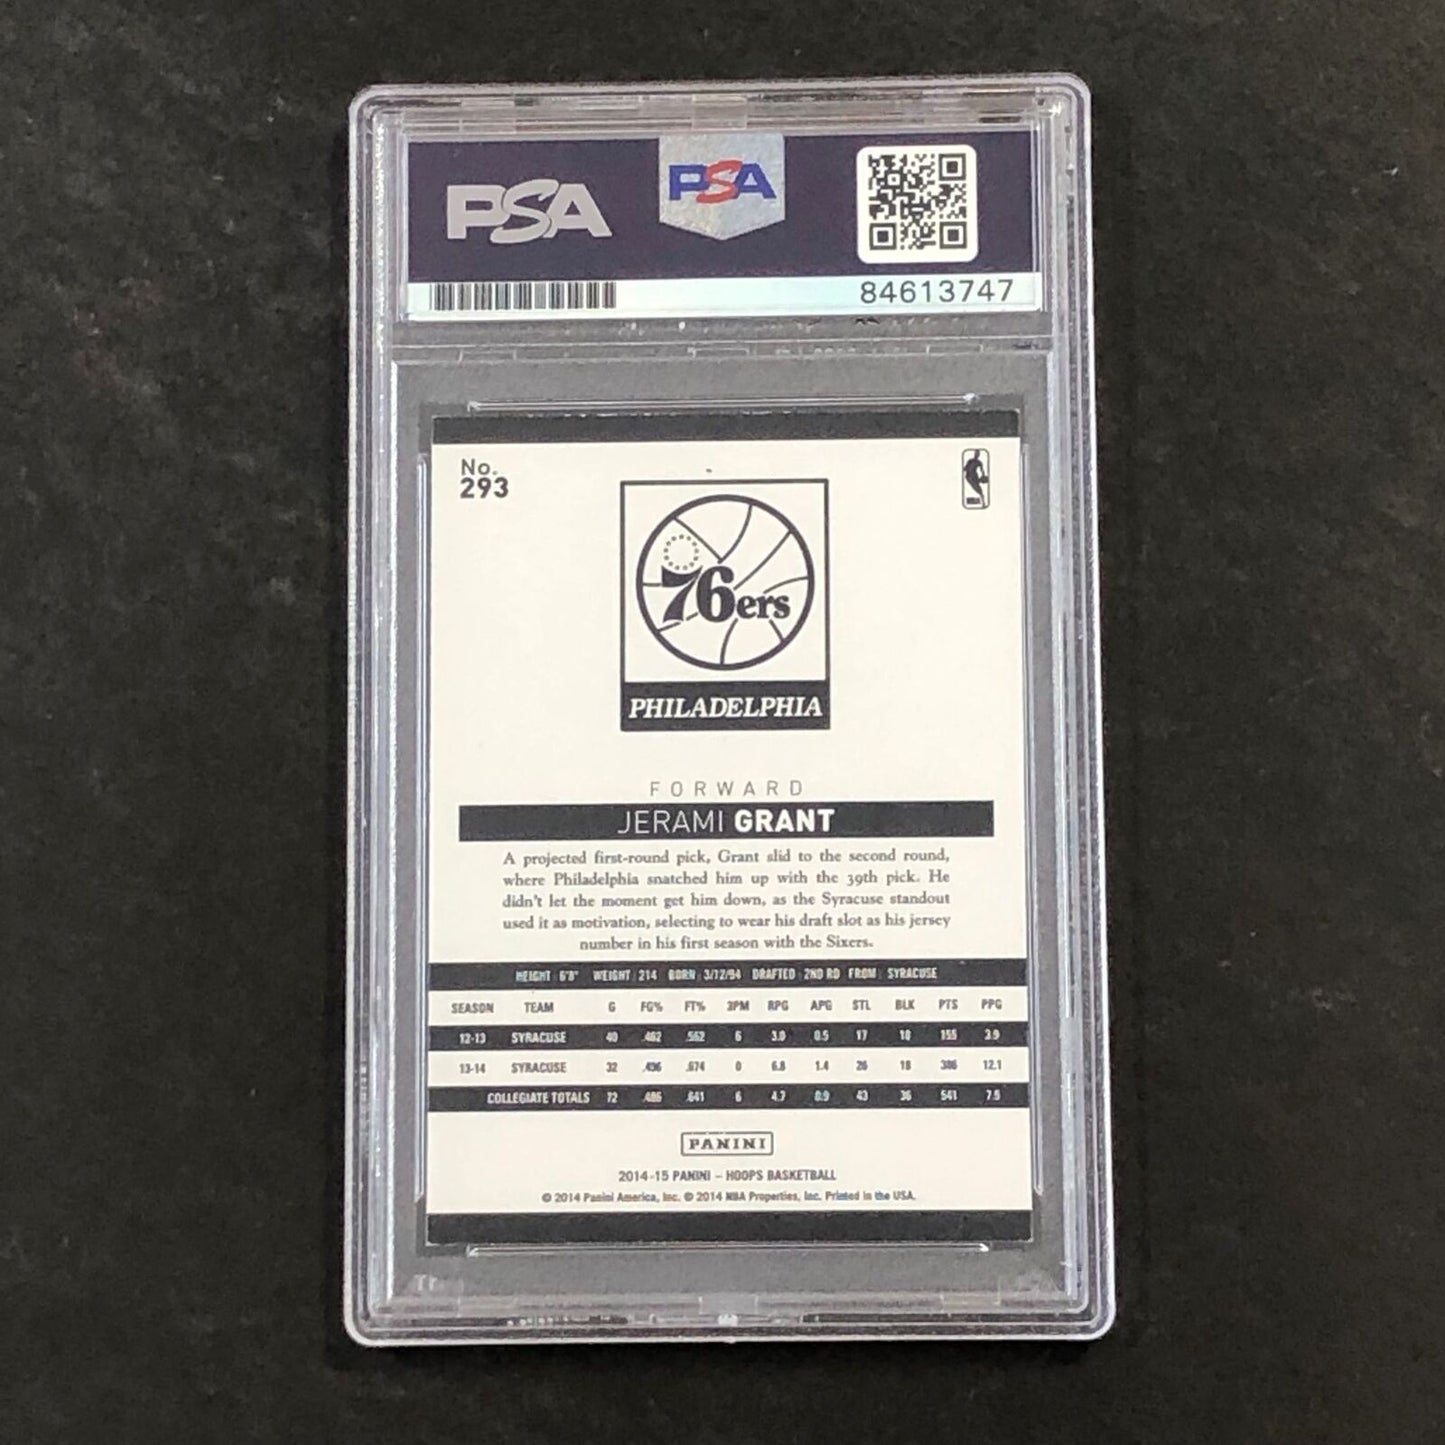 PSA
PSA
84613747
No.
293
NBA
76ers
PHILADELPHIA
FORWARD
JERAMI GRANT
A projected first-round pick, Grant slid to the second round,
where Philadelphia snatched him up with the 39th pick. He
didn't let the moment get him down, as the Syracuse standout
used it as motivation, selecting to wear his draft slot as his jersey
number in his first season with the Sixers.
HEIGHT 6'8" WEIGHT 214 BORN 3/12/94 DRAFTED 2ND RD FROM SYRACUSE
SEASON TEAM G FG% FT% 3PM RPG APG STL BLK PTS PPG
12-13 SYRACUSE 40 .462 .562 6 3.0 0.5 17 18 155 3.9
13-14 SYRACUSE 32 .496 .674 0 6.8 1.4 26 18 386 12.1
COLLEGIATE TOTALS 72 .486 .641 6 4.7 0.9 43 36 541 7.5
PANINI
2014-15 PANINI – HOOPS BASKETBALL
© 2014 Panini America, Inc. © 2014 NBA Properties, Inc. Printed in the USA.